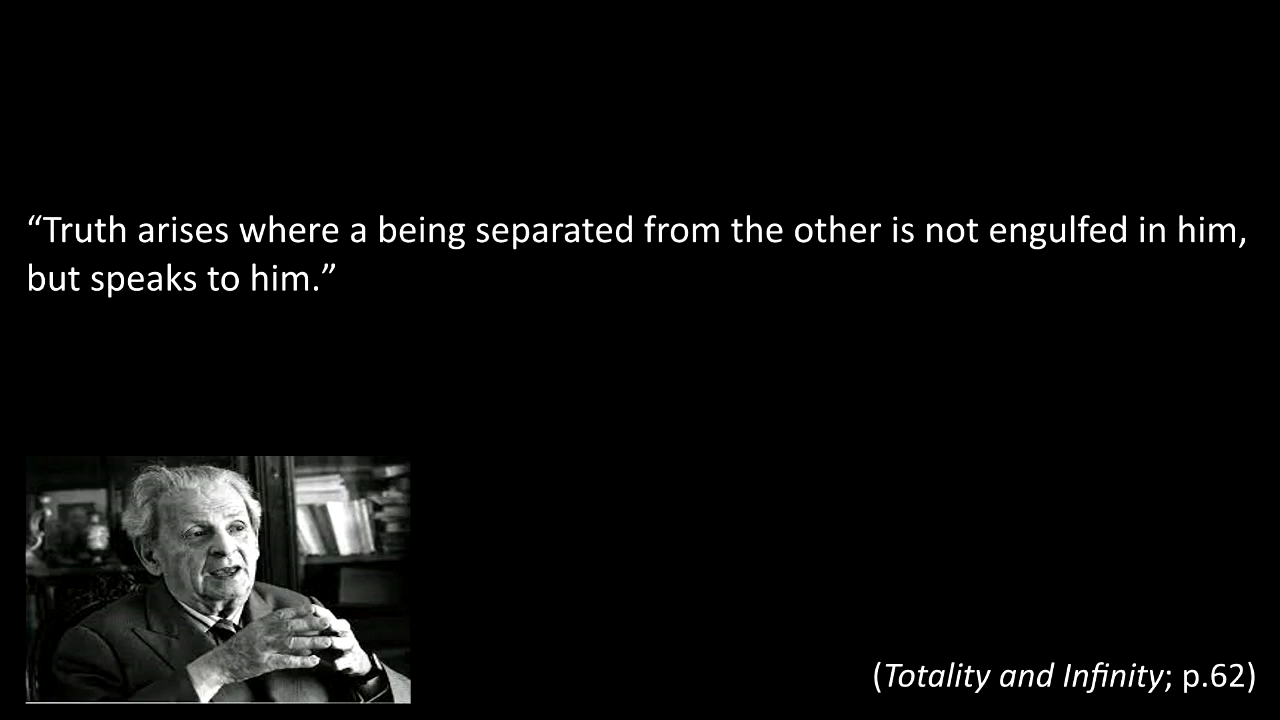 “Truth arises where a being separated from the other is not engulfed in him,
but speaks to him.”
(Totality and Infinity; p.62)